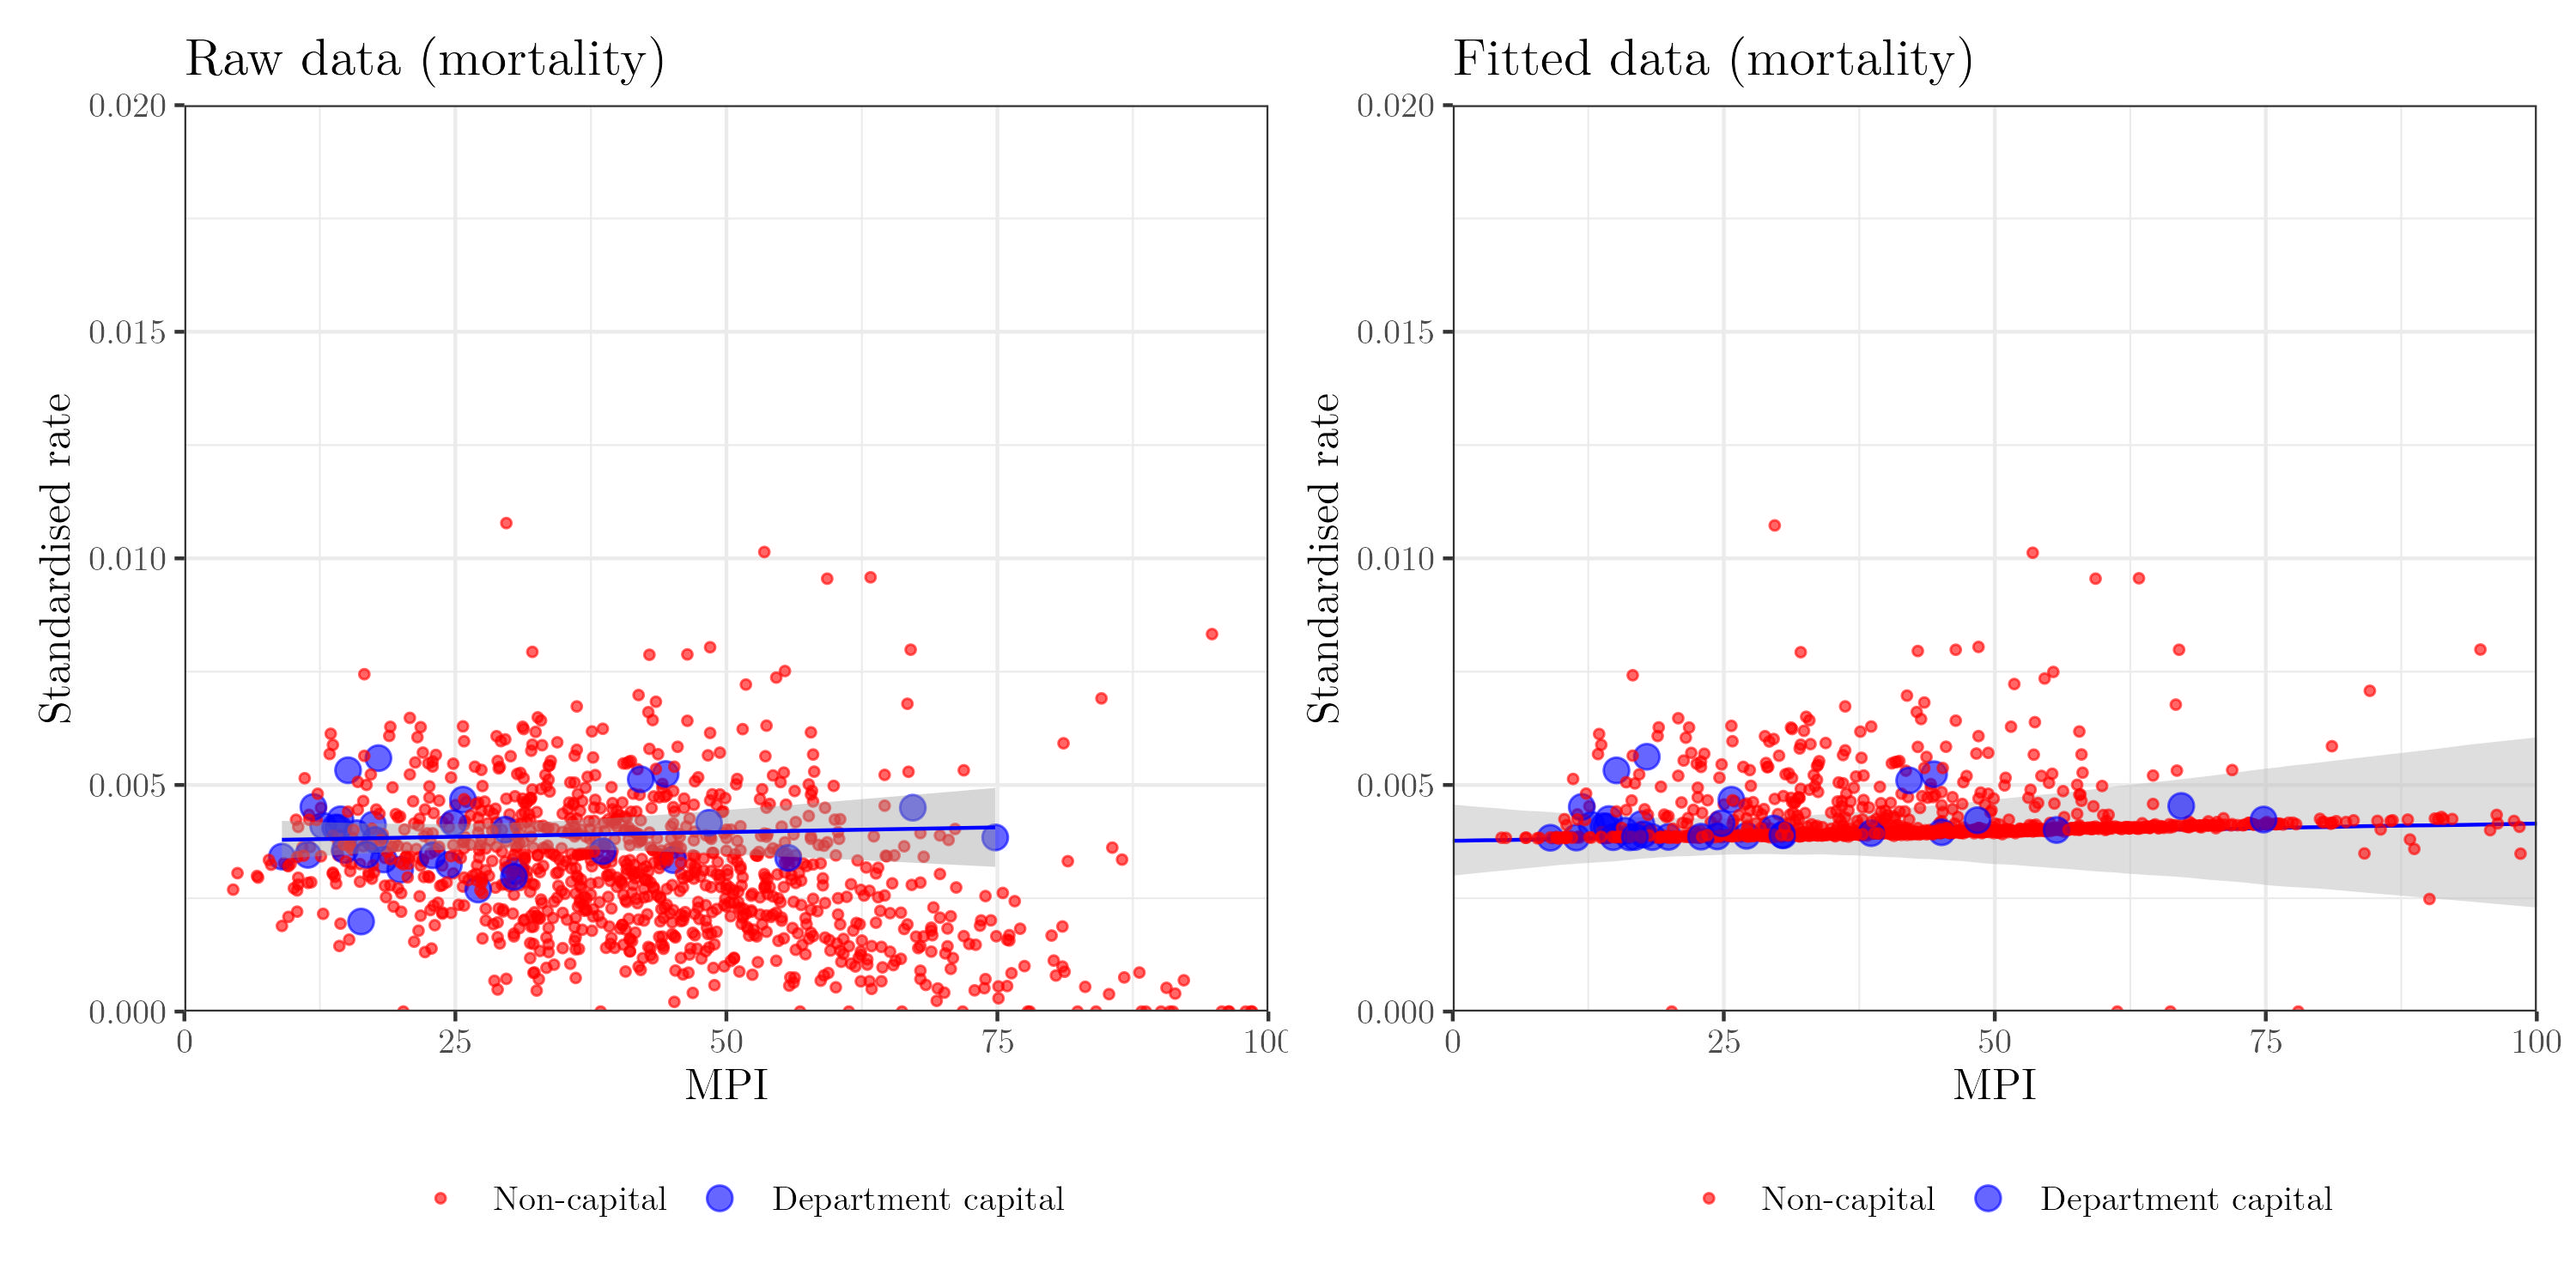 Raw data (mortality)
0.020
0.015
0.010
0.005
0.000
Standardised rate
0 25 50 75 100
MPI
Non-capital Department capital
Fitted data (mortality)
0.020
0.015
0.010
0.005
0.000
Standardised rate
0 25 50 75 100
MPI
Non-capital Department capital